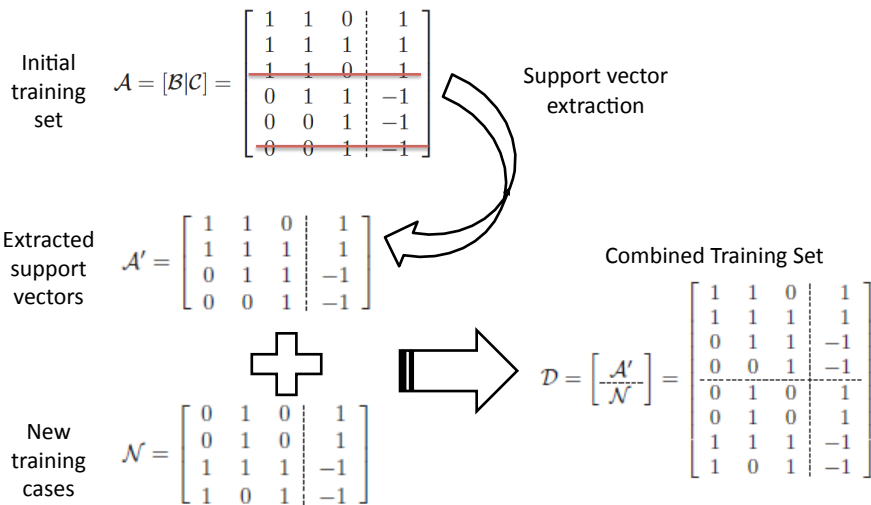 Initial
training
set
A = [B|C] =
1 1 0 1
1 1 1 1
1 1 0 1
0 1 1 −1
0 0 1 −1
0 0 1 −1
Support vector
extraction
Extracted
support
vectors
A′ =
1 1 0 1
1 1 1 1
0 1 1 −1
0 0 1 −1
New
training
cases
N =
0 1 0 1
0 1 0 1
1 1 1 −1
1 0 1 −1
Combined Training Set
D = [A′ / N] =
1 1 0 1
1 1 1 1
0 1 1 −1
0 0 1 −1
0 1 0 1
0 1 0 1
1 1 1 −1
1 0 1 −1